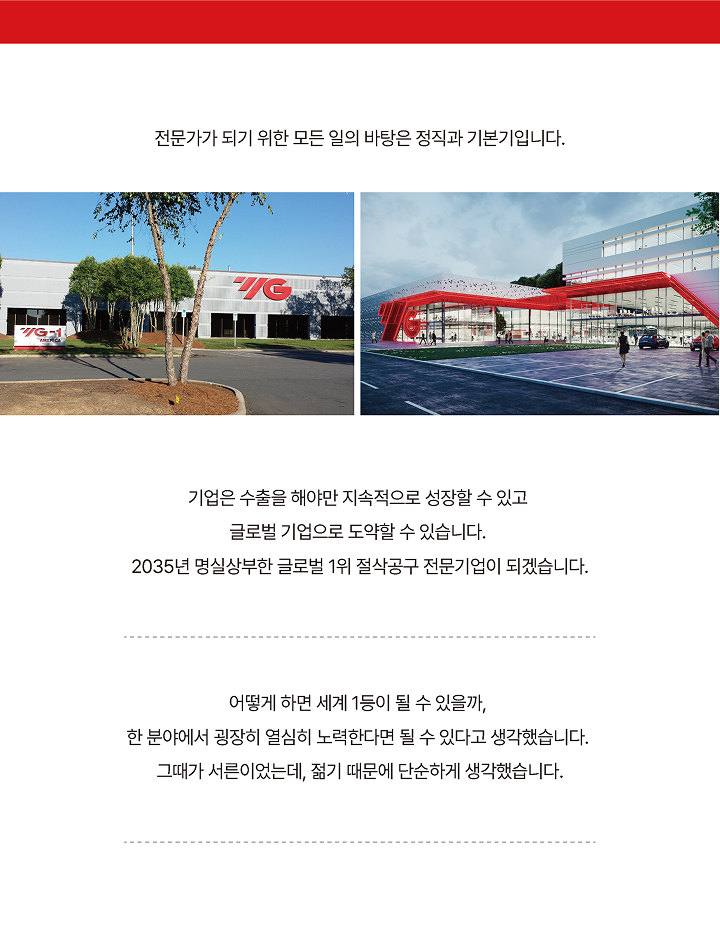 전문가가 되기 위한 모든 일의 바탕은 정직과 기본기입니다.
YG
YG-1
AMERICA
YG
기업은 수출을 해야만 지속적으로 성장할 수 있고
글로벌 기업으로 도약할 수 있습니다.
2035년 명실상부한 글로벌 1위 절삭공구 전문기업이 되겠습니다.
어떻게 하면 세계 1등이 될 수 있을까,
한 분야에서 굉장히 열심히 노력한다면 될 수 있다고 생각했습니다.
그때가 서른이었는데, 젊기 때문에 단순하게 생각했습니다.